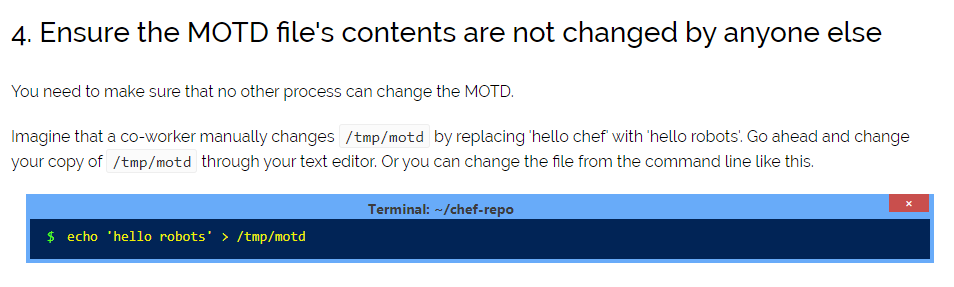 4. Ensure the MOTD file's contents are not changed by anyone else
You need to make sure that no other process can change the MOTD.
Imagine that a co-worker manually changes /tmp/motd by replacing 'hello chef' with 'hello robots'. Go ahead and change
your copy of /tmp/motd through your text editor. Or you can change the file from the command line like this.
Terminal: ~/chef-repo ×
$ echo 'hello robots' > /tmp/motd